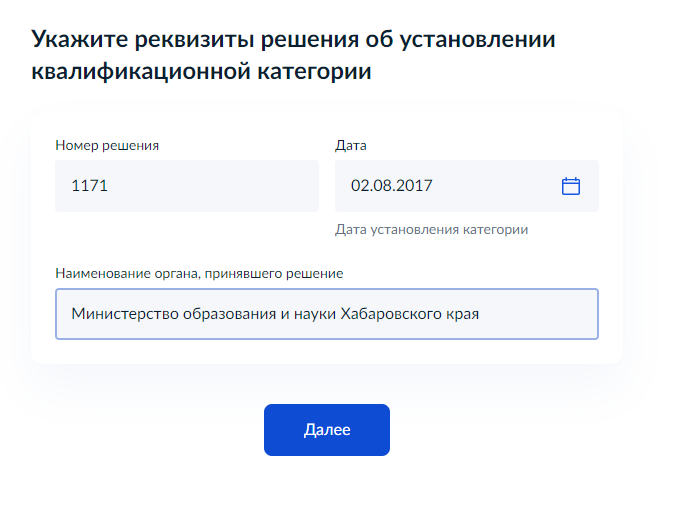 Укажите реквизиты решения об установлении
квалификационной категории
Номер решения
Дата
1171
02.08.2017
Дата установления категории
Наименование органа, принявшего решение
Министерство образования и науки Хабаровского края
Далее